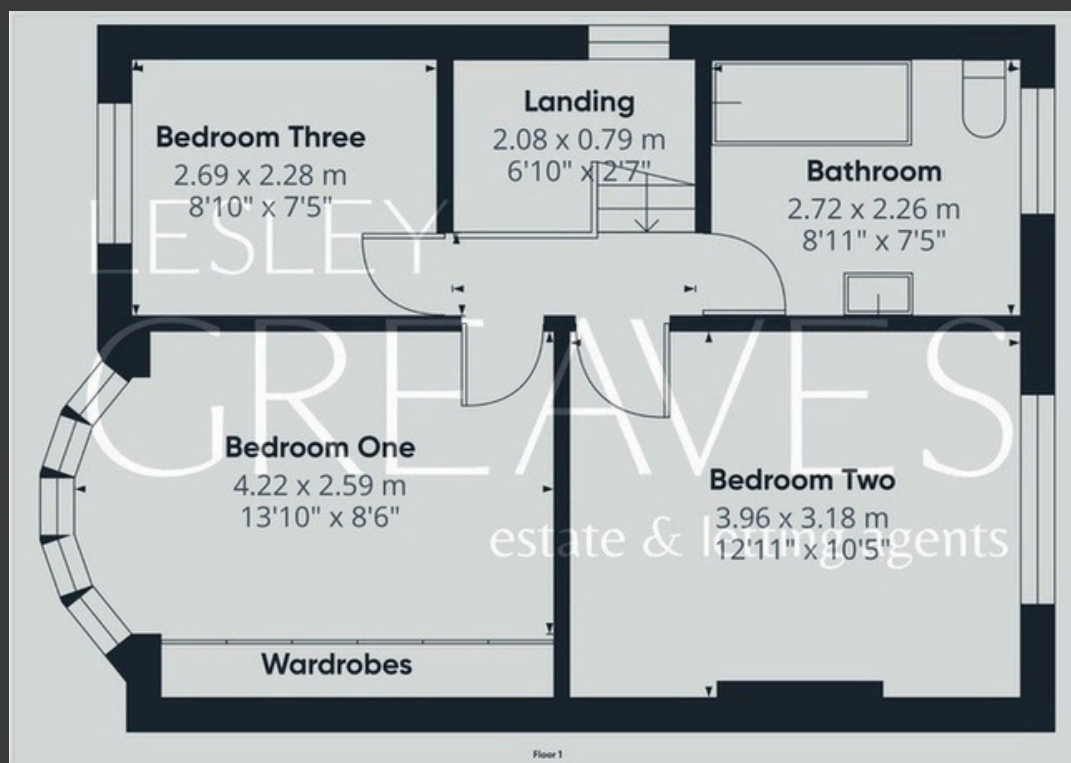 Bedroom Three
2.69 x 2.28 m
8'10" x 7'5"
Landing
2.08 x 0.79 m
6'10" x 2'7"
Bathroom
2.72 x 2.26 m
8'11" x 7'5"
LESLEY
GREAVES
estate & letting agents
Bedroom One
4.22 x 2.59 m
13'10" x 8'6"
Bedroom Two
3.96 x 3.18 m
12'11" x 10'5"
Wardrobes
Floor 1